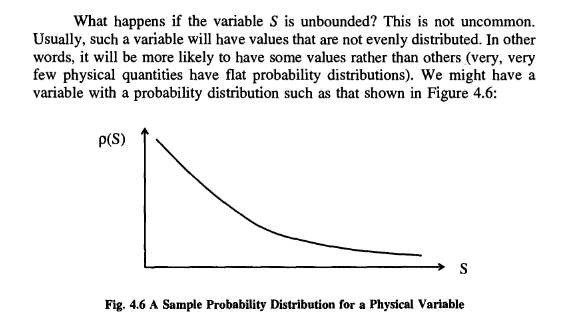 What happens if the variable S is unbounded? This is not uncommon.
Usually, such a variable will have values that are not evenly distributed. In other
words, it will be more likely to have some values rather than others (very, very
few physical quantities have flat probability distributions). We might have a
variable with a probability distribution such as that shown in Figure 4.6:
ρ(S)
S
Fig. 4.6 A Sample Probability Distribution for a Physical Variable